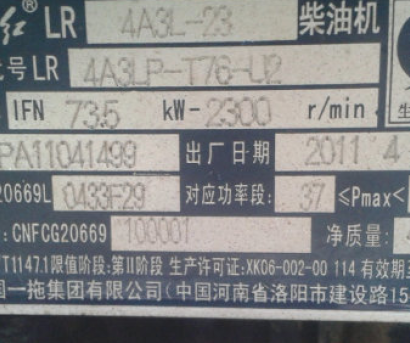 红® LR 4A3L-23 柴油机
号LR 4A3LP-T76-U2
IFN 73.5 kW-2300 r/min
PA11041499 出厂日期 2011 4
20669L 0433F29 对应功率段: 37 ≤Pmax<
:CNFCG20669 100001 净质量:
T1147.1限值阶段:第Ⅱ阶段 生产许可证:XK06-002-00 114 有效期
国一拖集团有限公司(中国河南省洛阳市建设路15